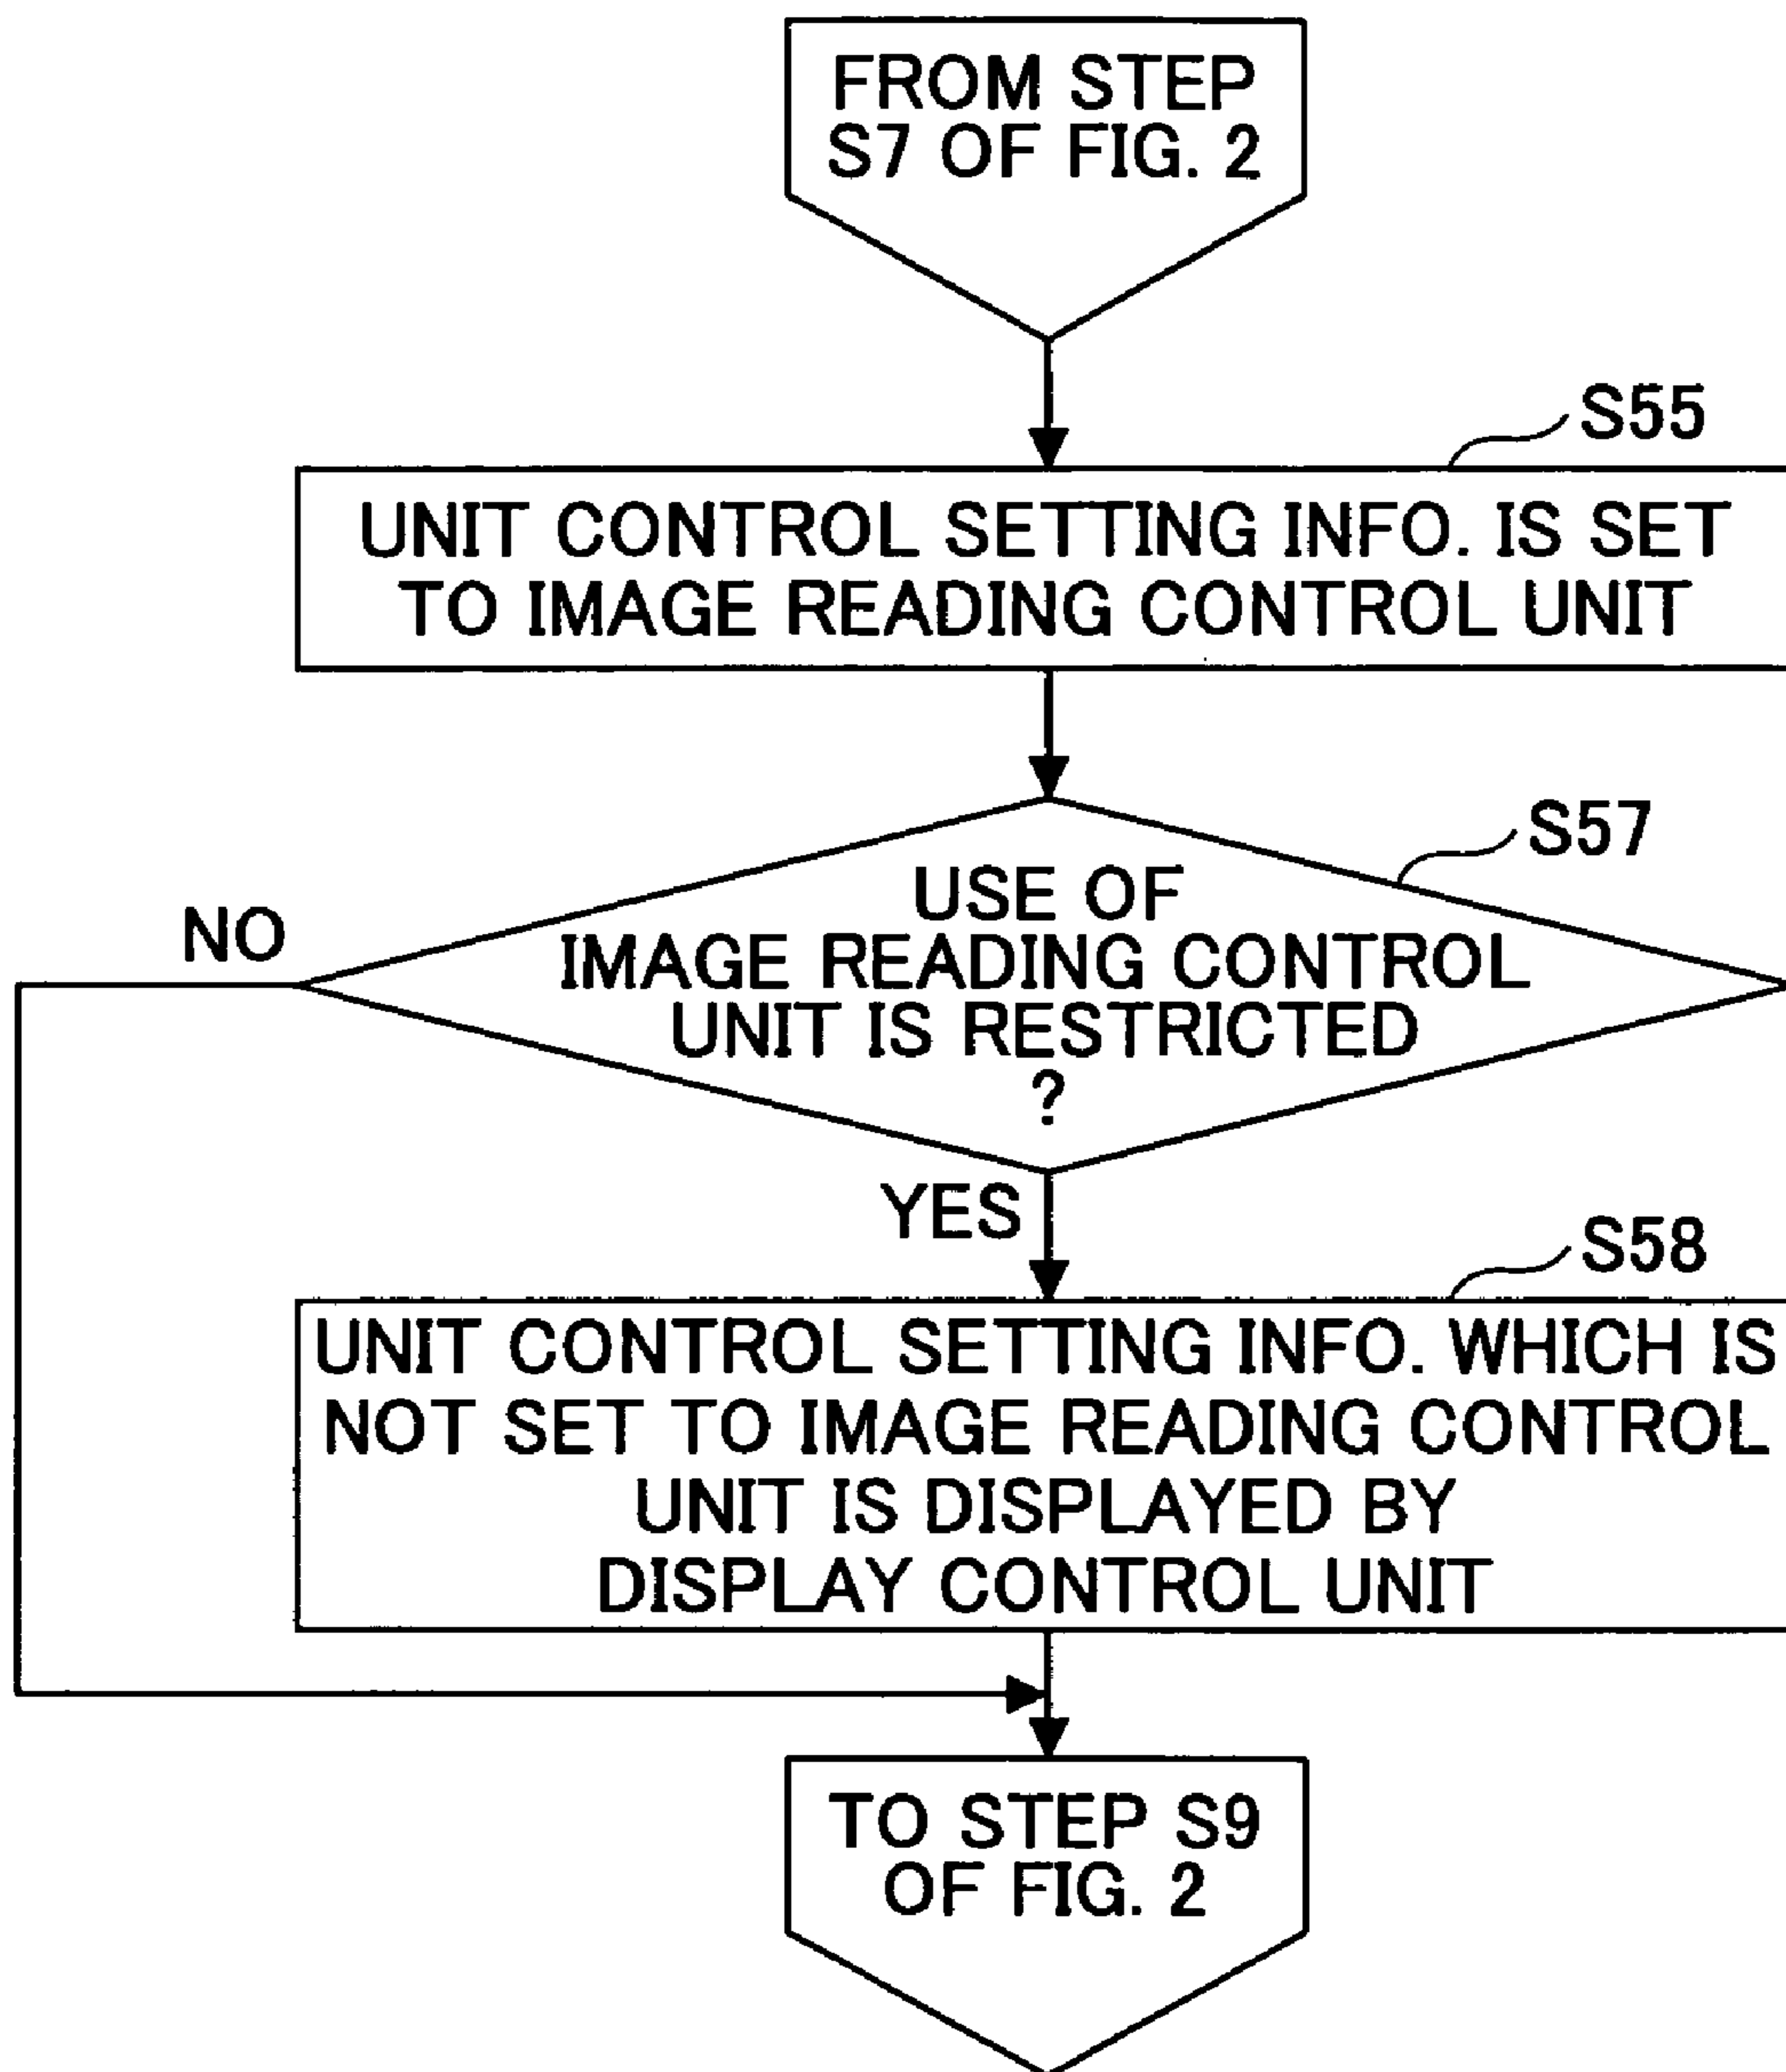 FROM STEP
S7 OF FIG. 2
S55
UNIT CONTROL SETTING INFO. IS SET
TO IMAGE READING CONTROL UNIT
S57
USE OF
NO
IMAGE READING CONTROL
UNIT IS RESTRICTED
?
YES
S58
UNIT CONTROL SETTING INFO. WHICH IS
NOT SET TO IMAGE READING CONTROL
UNIT IS DISPLAYED BY
DISPLAY CONTROL UNIT
TO STEP S9
OF FIG. 2